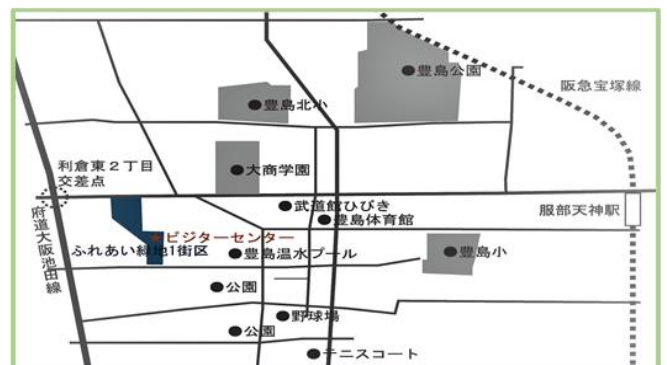 豊島公園
阪急宝塚線
豊島北小
利倉東２丁目
交差点
大商学園
武道館ひびき
服部天神駅
豊島体育館
府道大阪池田線
ビジターセンター
ふれあい緑地1街区
豊島温水プール
豊島小
公園
野球場
公園
テニスコート